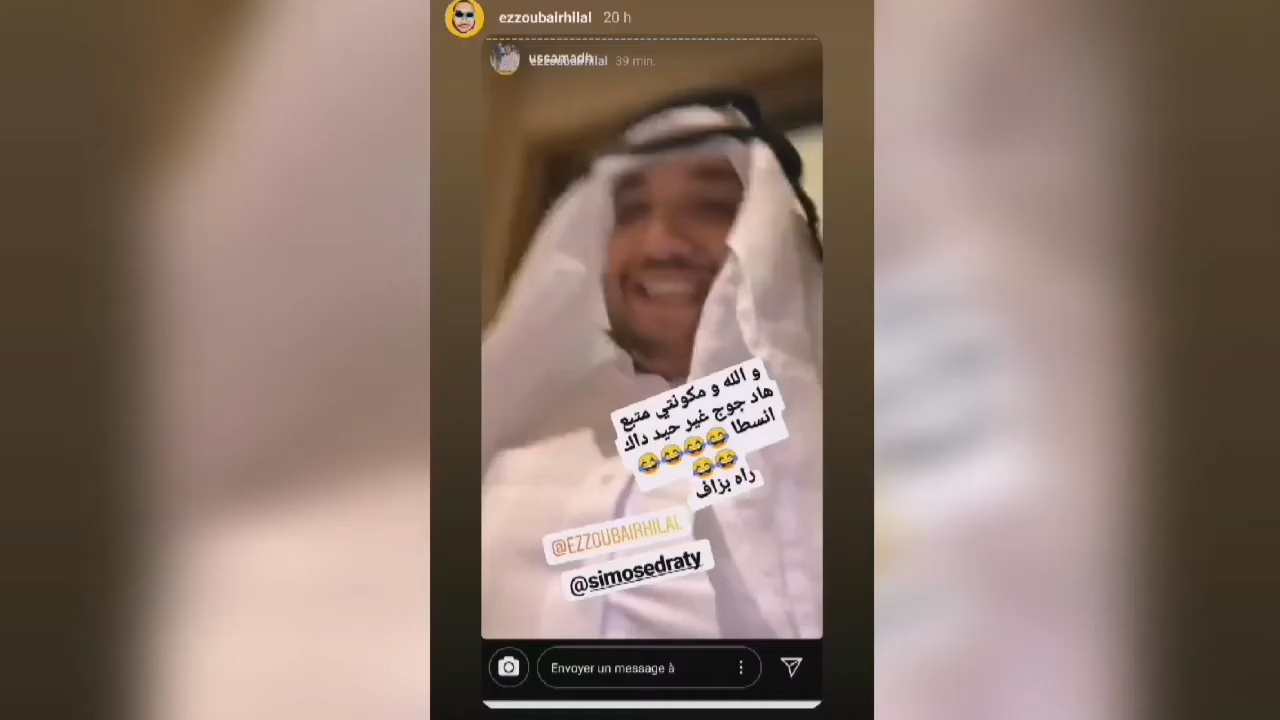 ezzoubairhilal 20 h
ezzoubairhilal 39 min.
و الله و مكونتي متبع
هاد جوج غير حيد داك
انسطا 😂😂😂😂
😂😂
راه بزاف
@EZZOUBAIRHILAL
@simosedraty
Envoyer un message à